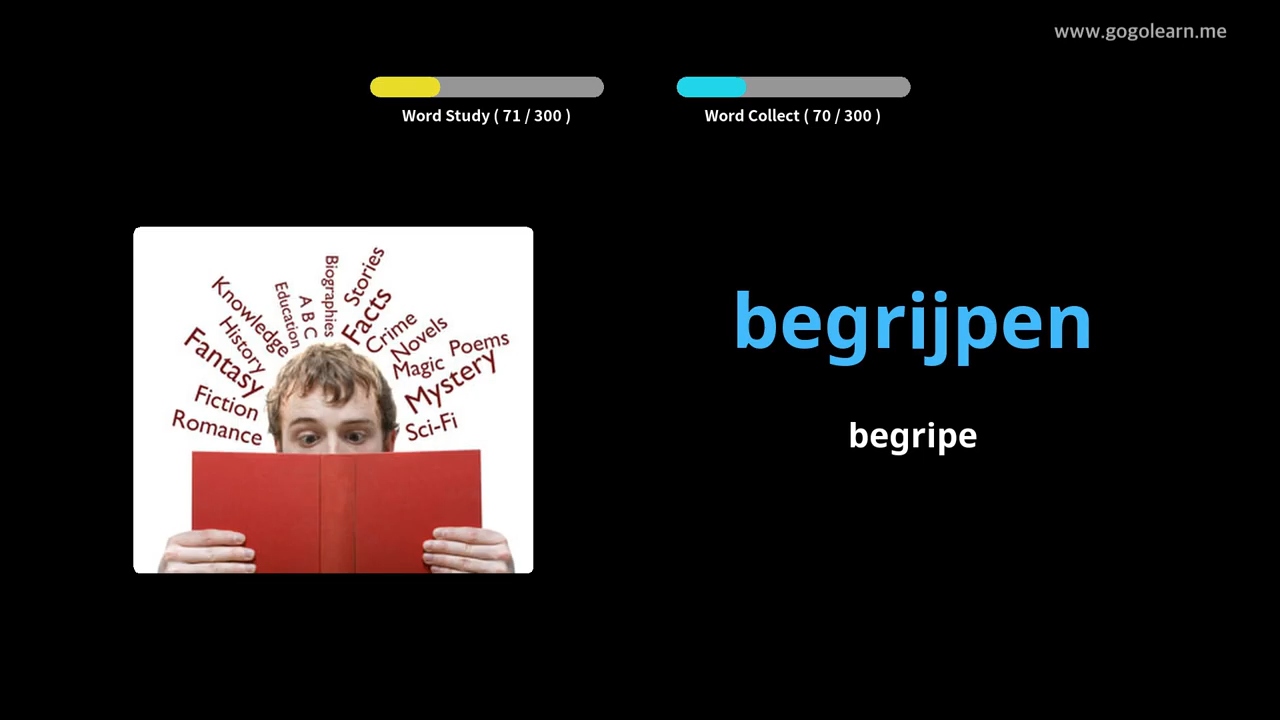 www.gogolearn.me
Word Study ( 71 / 300 )
Word Collect ( 70 / 300 )
Knowledge
Education
A B C
Biographies
Stories
Facts
Crime
Novels
Poems
Magic
Mystery
Sci-Fi
History
Fantasy
Fiction
Romance
begrijpen
begripe